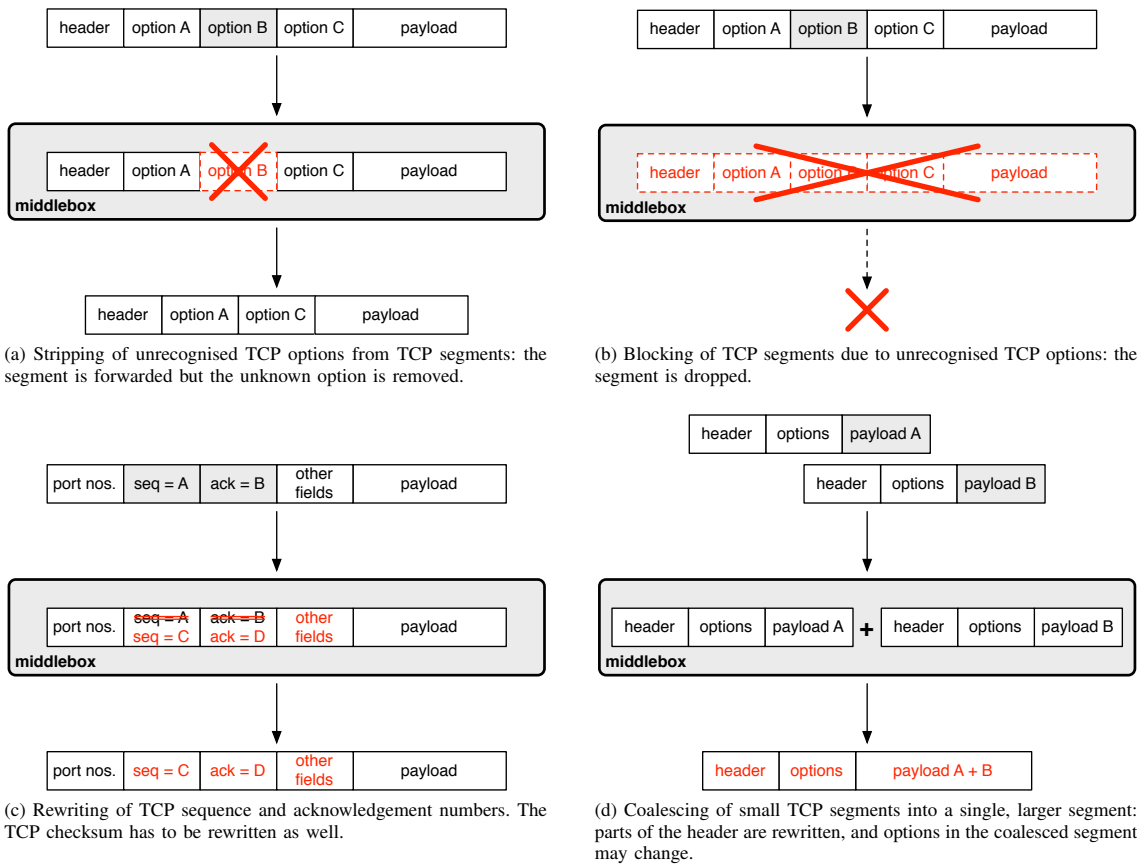 header option A option B option C payload
header option A option B option C payload
middlebox
header option A option C payload
(a) Stripping of unrecognised TCP options from TCP segments: the
segment is forwarded but the unknown option is removed.
header option A option B option C payload
header option A option B option C payload
middlebox
(b) Blocking of TCP segments due to unrecognised TCP options: the
segment is dropped.
port nos. seq = A ack = B other fields payload
port nos. seq = A ack = B other fields payload
seq = C ack = D
middlebox
port nos. seq = C ack = D other fields payload
(c) Rewriting of TCP sequence and acknowledgement numbers. The
TCP checksum has to be rewritten as well.
header options payload A
header options payload B
header options payload A + header options payload B
middlebox
header options payload A + B
(d) Coalescing of small TCP segments into a single, larger segment:
parts of the header are rewritten, and options in the coalesced segment
may change.